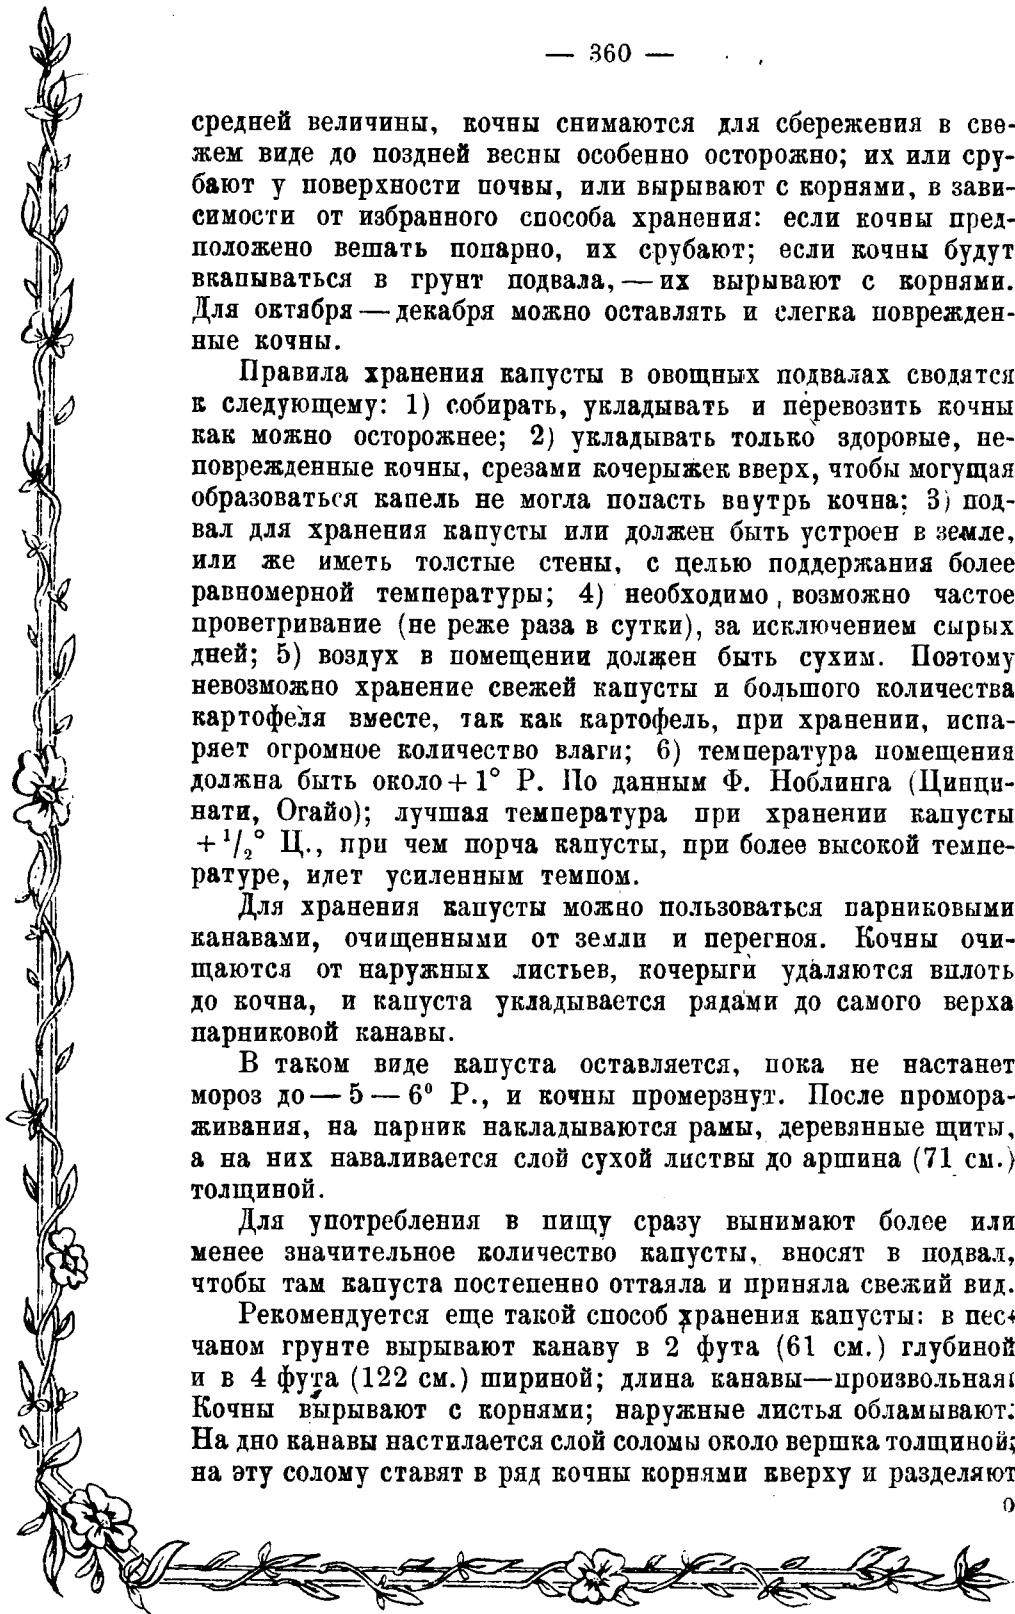 — 360 —
средней величины, кочны снимаются для сбережения в све-
жем виде до поздней весны особенно осторожно; их или сру-
бают у поверхности почвы, или вырывают с корнями, в зави-
симости от избранного способа хранения: если кочны пред-
положено вешать попарно, их срубают; если кочны будут
вкапываться в грунт подвала, — их вырывают с корнями.
Для октября — декабря можно оставлять и слегка поврежден-
ные кочны.
Правила хранения капусты в овощных подвалах сводятся
к следующему: 1) собирать, укладывать и перевозить кочны
как можно осторожнее; 2) укладывать только здоровые, не-
поврежденные кочны, срезами кочерыжек вверх, чтобы могущая
образоваться капель не могла попасть внутрь кочна; 3) под-
вал для хранения капусты или должен быть устроен в земле,
или же иметь толстые стены, с целью поддержания более
равномерной температуры; 4) необходимо, возможно частое
проветривание (не реже раза в сутки), за исключением сырых
дней; 5) воздух в помещении должен быть сухим. Поэтому
невозможно хранение свежей капусты и большого количества
картофеля вместе, так как картофель, при хранении, испа-
ряет огромное количество влаги; 6) температура помещения
должна быть около + 1° Р. По данным Ф. Ноблинга (Цинци-
нати, Огайо); лучшая температура при хранении капусты
+ 1/2° Ц., при чем порча капусты, при более высокой темпе-
ратуре, идет усиленным темпом.
Для хранения капусты можно пользоваться парниковыми
канавами, очищенными от земли и перегноя. Кочны очи-
щаются от наружных листьев, кочерыги удаляются вплоть
до кочна, и капуста укладывается рядами до самого верха
парниковой канавы.
В таком виде капуста оставляется, пока не настанет
мороз до — 5 — 6° Р., и кочны промерзнут. После промора-
живания, на парник накладываются рамы, деревянные щиты,
а на них наваливается слой сухой листвы до аршина (71 см.)
толщиной.
Для употребления в пищу сразу вынимают более или
менее значительное количество капусты, вносят в подвал,
чтобы там капуста постепенно оттаяла и приняла свежий вид.
Рекомендуется еще такой способ хранения капусты: в пес-
чаном грунте вырывают канаву в 2 фута (61 см.) глубиной
и в 4 фута (122 см.) шириной; длина канавы—произвольная.
Кочны вырывают с корнями; наружные листья обламывают.
На дно канавы настилается слой соломы около вершка толщиной;
на эту солому ставят в ряд кочны корнями кверху и разделяют
о